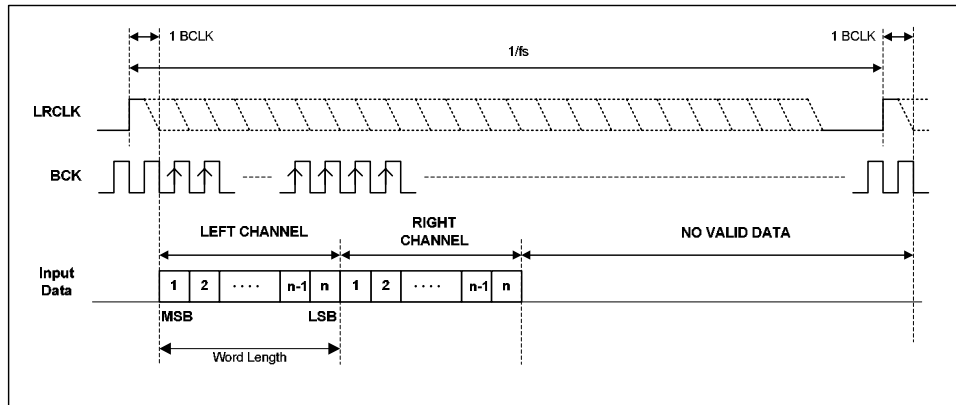 1 BCLK
1 BCLK
1/fs
LRCLK
BCK
LEFT CHANNEL
RIGHT
CHANNEL
NO VALID DATA
Input
Data
1 2 .... n-1 n 1 2 .... n-1 n
MSB
LSB
Word Length